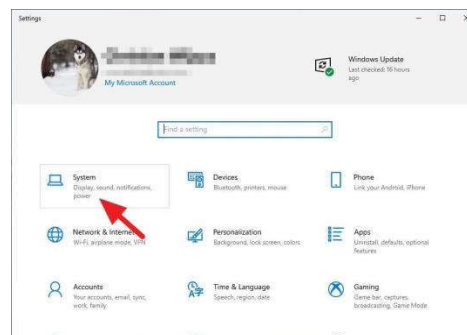 Settings
My Microsoft Account
Windows Update
Last checked: 16 hours
ago
Find a setting
System
Display, sound, notifications,
power
Devices
Bluetooth, printers, mouse
Phone
Link your Android, iPhone
Network & Internet
Wi-Fi, airplane mode, VPN
Personalization
Background, lock screen, colors
Apps
Uninstall, defaults, optional
features
Accounts
Your accounts, email, sync,
work, family
Time & Language
Speech, region, date
Gaming
Game bar, captures,
broadcasting, Game Mode